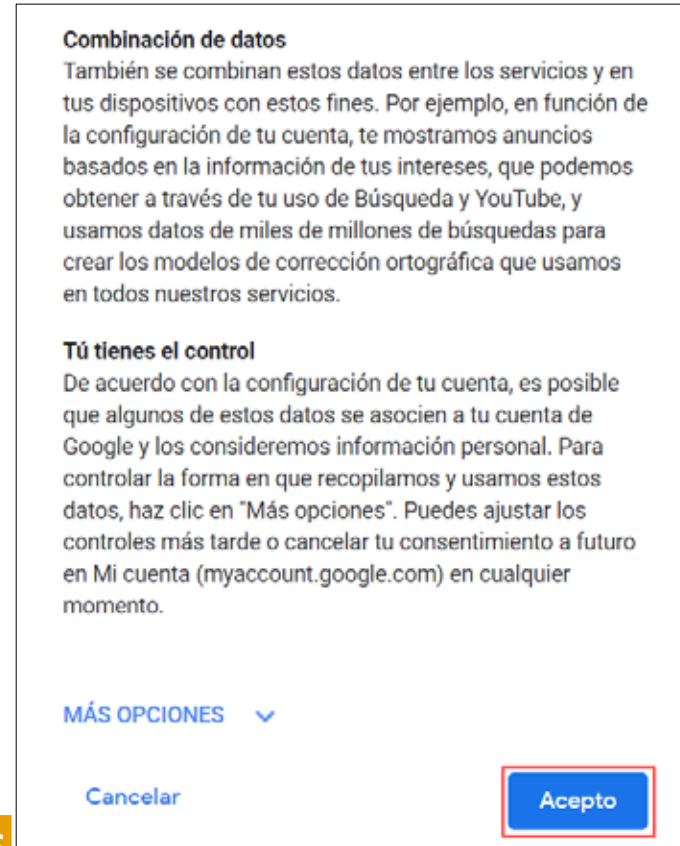 Combinación de datos
También se combinan estos datos entre los servicios y en
tus dispositivos con estos fines. Por ejemplo, en función de
la configuración de tu cuenta, te mostramos anuncios
basados en la información de tus intereses, que podemos
obtener a través de tu uso de Búsqueda y YouTube, y
usamos datos de miles de millones de búsquedas para
crear los modelos de corrección ortográfica que usamos
en todos nuestros servicios.
Tú tienes el control
De acuerdo con la configuración de tu cuenta, es posible
que algunos de estos datos se asocien a tu cuenta de
Google y los consideremos información personal. Para
controlar la forma en que recopilamos y usamos estos
datos, haz clic en "Más opciones". Puedes ajustar los
controles más tarde o cancelar tu consentimiento a futuro
en Mi cuenta (myaccount.google.com) en cualquier
momento.
MÁS OPCIONES
Cancelar
Acepto